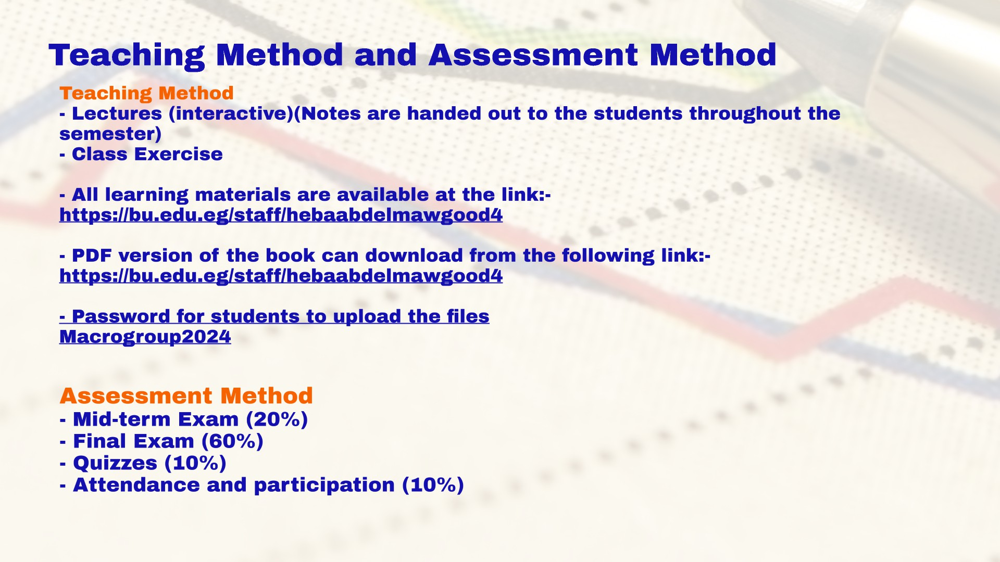 Teaching Method and Assessment Method
Teaching Method
- Lectures (interactive)(Notes are handed out to the students throughout the
semester)
- Class Exercise
- All learning materials are available at the link:-
https://bu.edu.eg/staff/hebaabdelmawgood4
- PDF version of the book can download from the following link:-
https://bu.edu.eg/staff/hebaabdelmawgood4
- Password for students to upload the files
Macrogroup2024
Assessment Method
- Mid-term Exam (20%)
- Final Exam (60%)
- Quizzes (10%)
- Attendance and participation (10%)